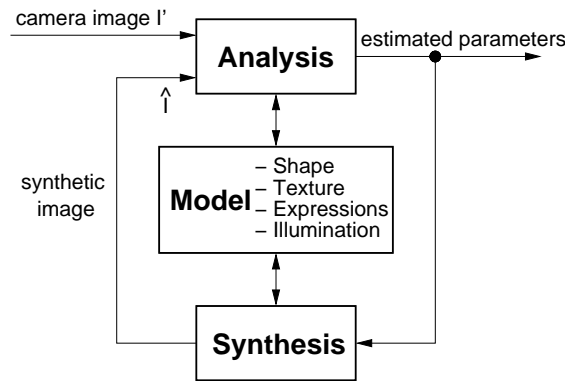 camera image I'
estimated parameters
Analysis
Î
synthetic
image
Model
– Shape
– Texture
– Expressions
– Illumination
Synthesis